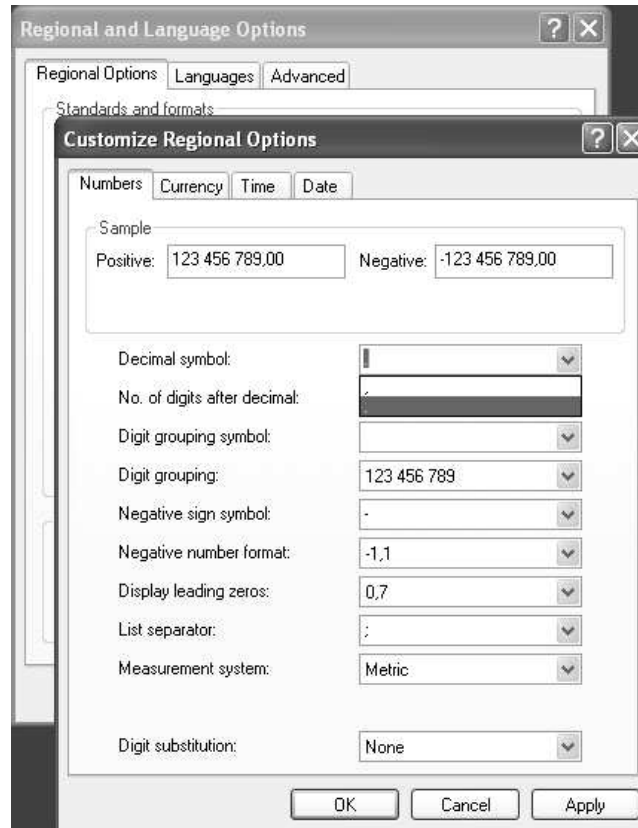 Regional and Language Options
Regional Options Languages Advanced
Standards and formats
Customize Regional Options
Numbers Currency Time Date
Sample
Positive: 123 456 789,00 Negative: -123 456 789,00
Decimal symbol:
No. of digits after decimal:
Digit grouping symbol:
Digit grouping: 123 456 789
Negative sign symbol: -
Negative number format: -1,1
Display leading zeros: 0,7
List separator: ;
Measurement system: Metric
Digit substitution: None
OK Cancel Apply